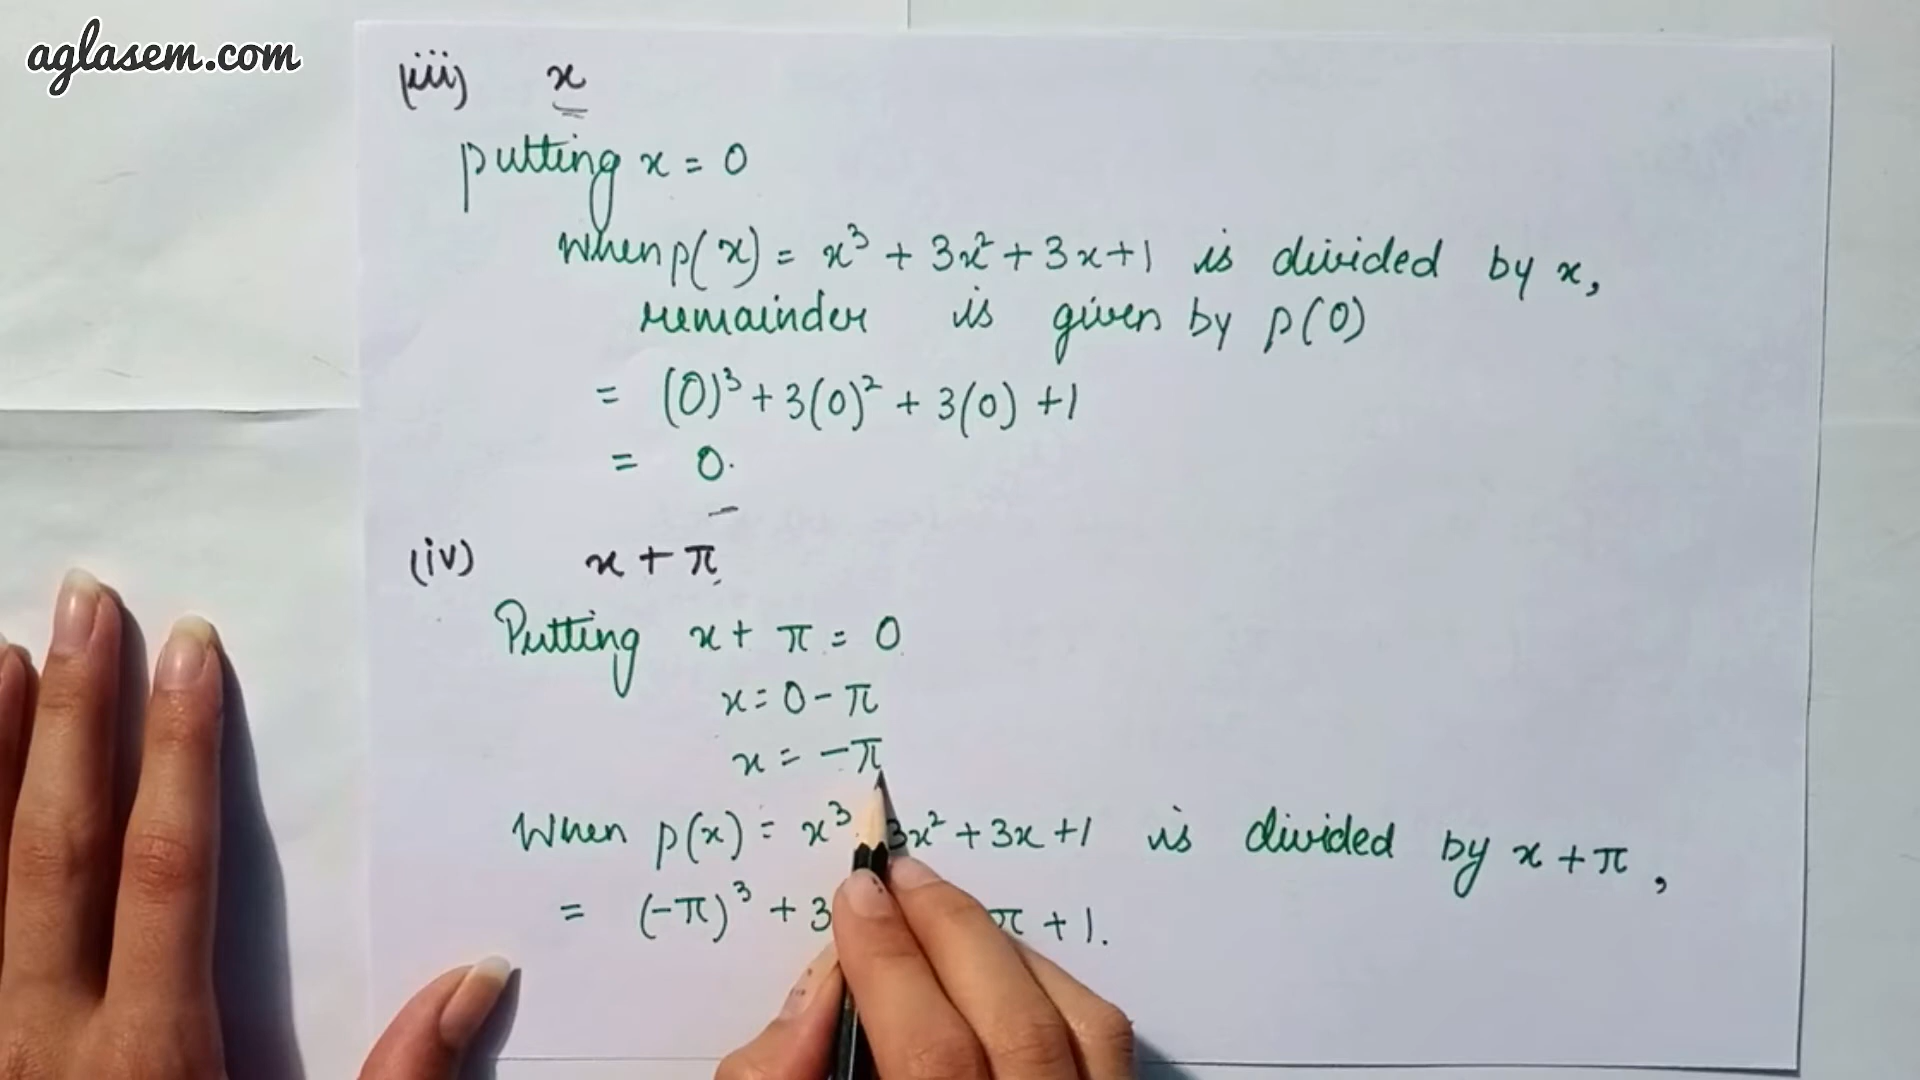 aglasem.com
(iii) x
putting x = 0
when p(x) = x³ + 3x² + 3x + 1 is divided by x,
remainder is given by p(0)
= (0)³ + 3(0)² + 3(0) + 1
= 0.
(iv) x + π
Putting x + π = 0
x = 0 - π
x = -π
When p(x) = x³ 3x² + 3x + 1 is divided by x + π,
= (-π)³ + 3 π + 1.